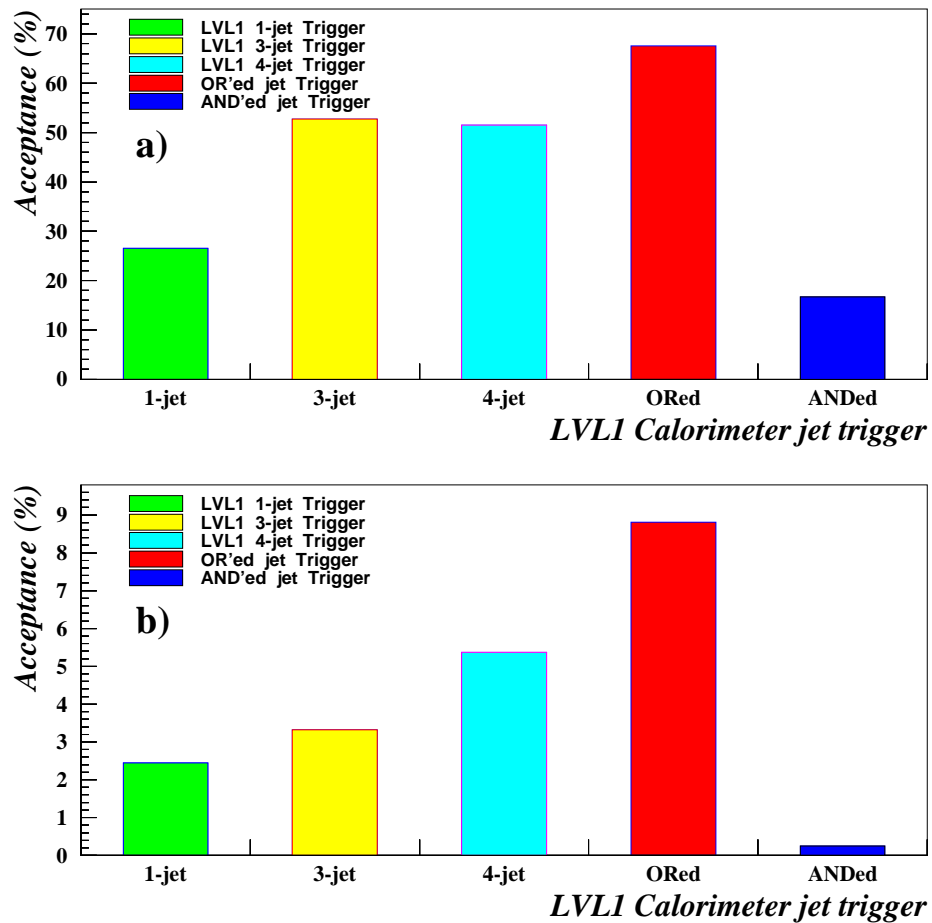 Acceptance (%)
70
60
50
40
30
20
10
0
LVL1 1-jet Trigger
LVL1 3-jet Trigger
LVL1 4-jet Trigger
OR'ed jet Trigger
AND'ed jet Trigger
a)
1-jet 3-jet 4-jet ORed ANDed
LVL1 Calorimeter jet trigger
Acceptance (%)
9
8
7
6
5
4
3
2
1
0
LVL1 1-jet Trigger
LVL1 3-jet Trigger
LVL1 4-jet Trigger
OR'ed jet Trigger
AND'ed jet Trigger
b)
1-jet 3-jet 4-jet ORed ANDed
LVL1 Calorimeter jet trigger